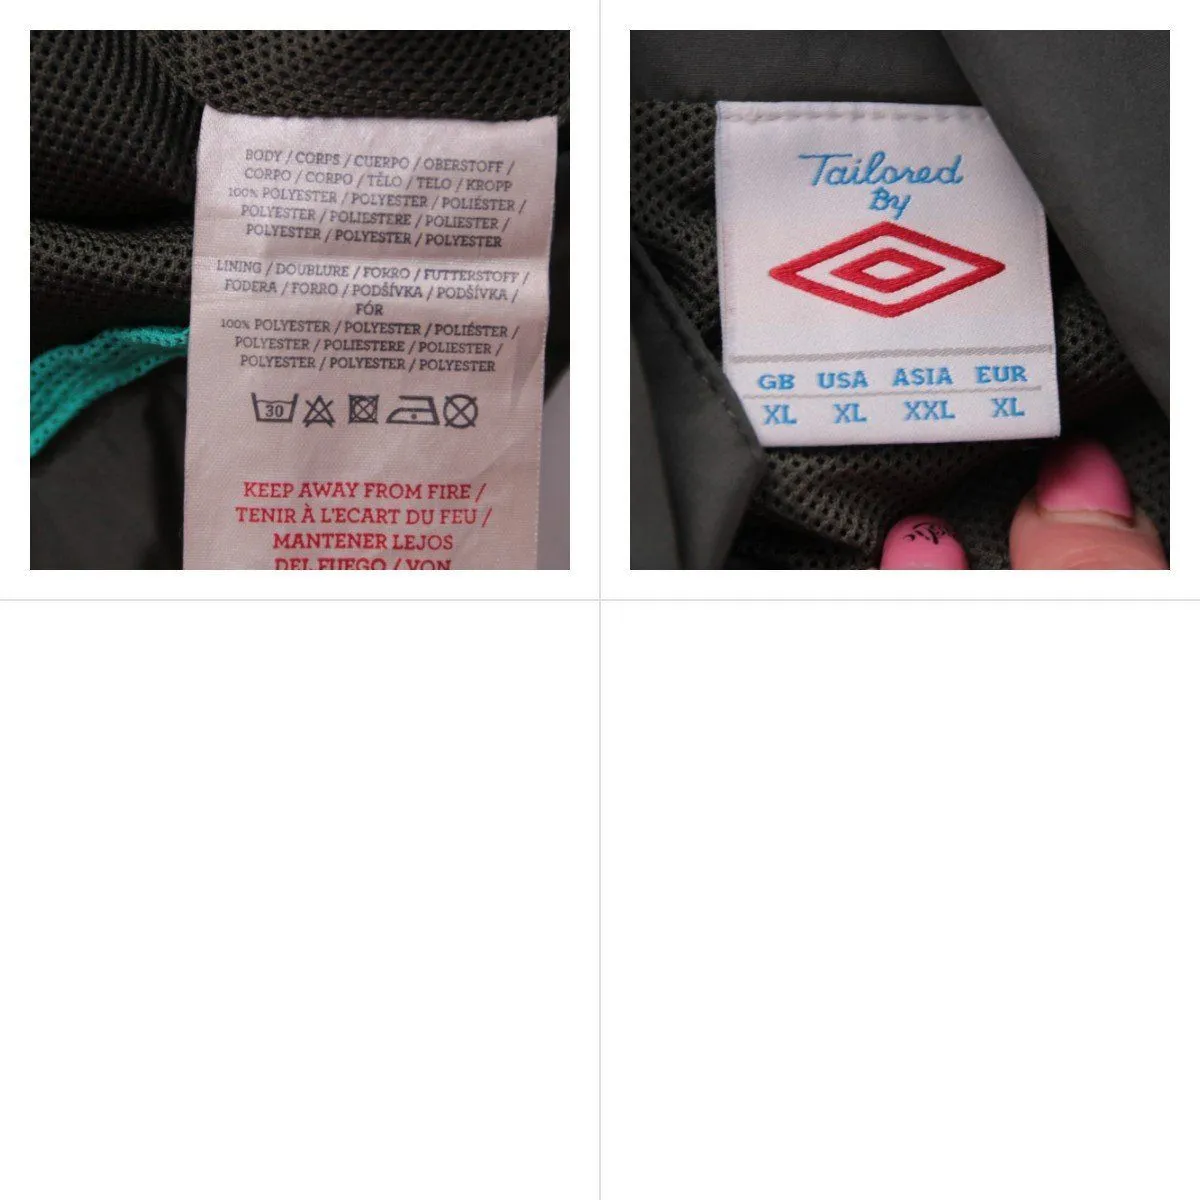 BODY / CORPS / CUERPO / OBERSTOFF /
CORPO / CORPO / TĚLO / TELO / KROPP
100% POLYESTER / POLYESTER / POLIÉSTER /
POLYESTER / POLIESTERE / POLIESTER /
POLYESTER / POLYESTER / POLYESTER
LINING / DOUBLURE / FORRO / FUTTERSTOFF /
FODERA / FORRO / PODŠÍVKA / PODŠÍVKA /
FÓR
100% POLYESTER / POLYESTER / POLIÉSTER /
POLYESTER / POLIESTERE / POLIESTER /
POLYESTER / POLYESTER / POLYESTER
30
KEEP AWAY FROM FIRE /
TENIR À L'ECART DU FEU /
MANTENER LEJOS
DEL FUEGO / VON
Tailored
By
GB USA ASIA EUR
XL XL XXL XL